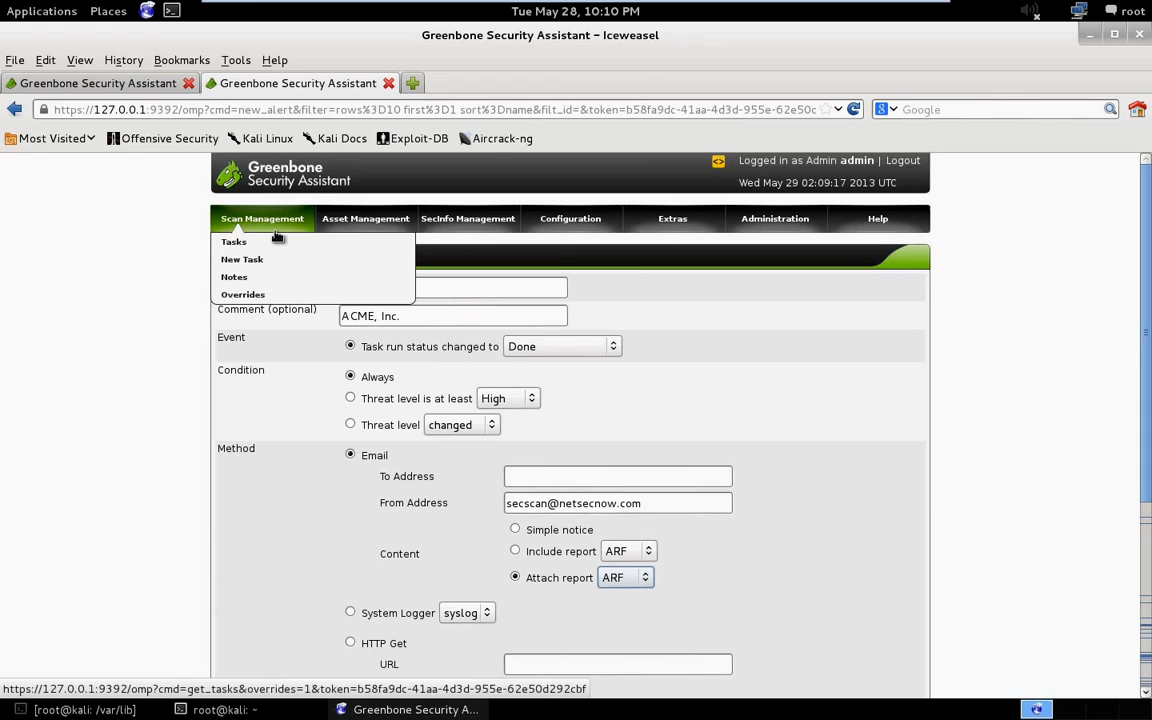 Applications Places Tue May 28, 10:10 PM root
Greenbone Security Assistant - Iceweasel
File Edit View History Bookmarks Tools Help
Greenbone Security Assistant Greenbone Security Assistant
https://127.0.0.1:9392/omp?cmd=new_alert&filter=rows%3D10 first%3D1 sort%3Dname&filt_id=&token=b58fa9dc-41aa-4d3d-955e-62e50c Google
Most Visited Offensive Security Kali Linux Kali Docs Exploit-DB Aircrack-ng
Greenbone
Security Assistant
Logged in as Admin admin | Logout
Wed May 29 02:09:17 2013 UTC
Scan Management Asset Management SecInfo Management Configuration Extras Administration Help
Tasks
New Task
Notes
Overrides
Comment (optional) ACME, Inc.
Event Task run status changed to Done
Condition Always
Threat level is at least High
Threat level changed
Method Email
To Address
From Address secscan@netsecnow.com
Content Simple notice
Include report ARF
Attach report ARF
System Logger syslog
HTTP Get
URL
https://127.0.0.1:9392/omp?cmd=get_tasks&overrides=1&token=b58fa9dc-41aa-4d3d-955e-62e50d292cbf
[root@kali: /var/lib] root@kali: ~ Greenbone Security A...